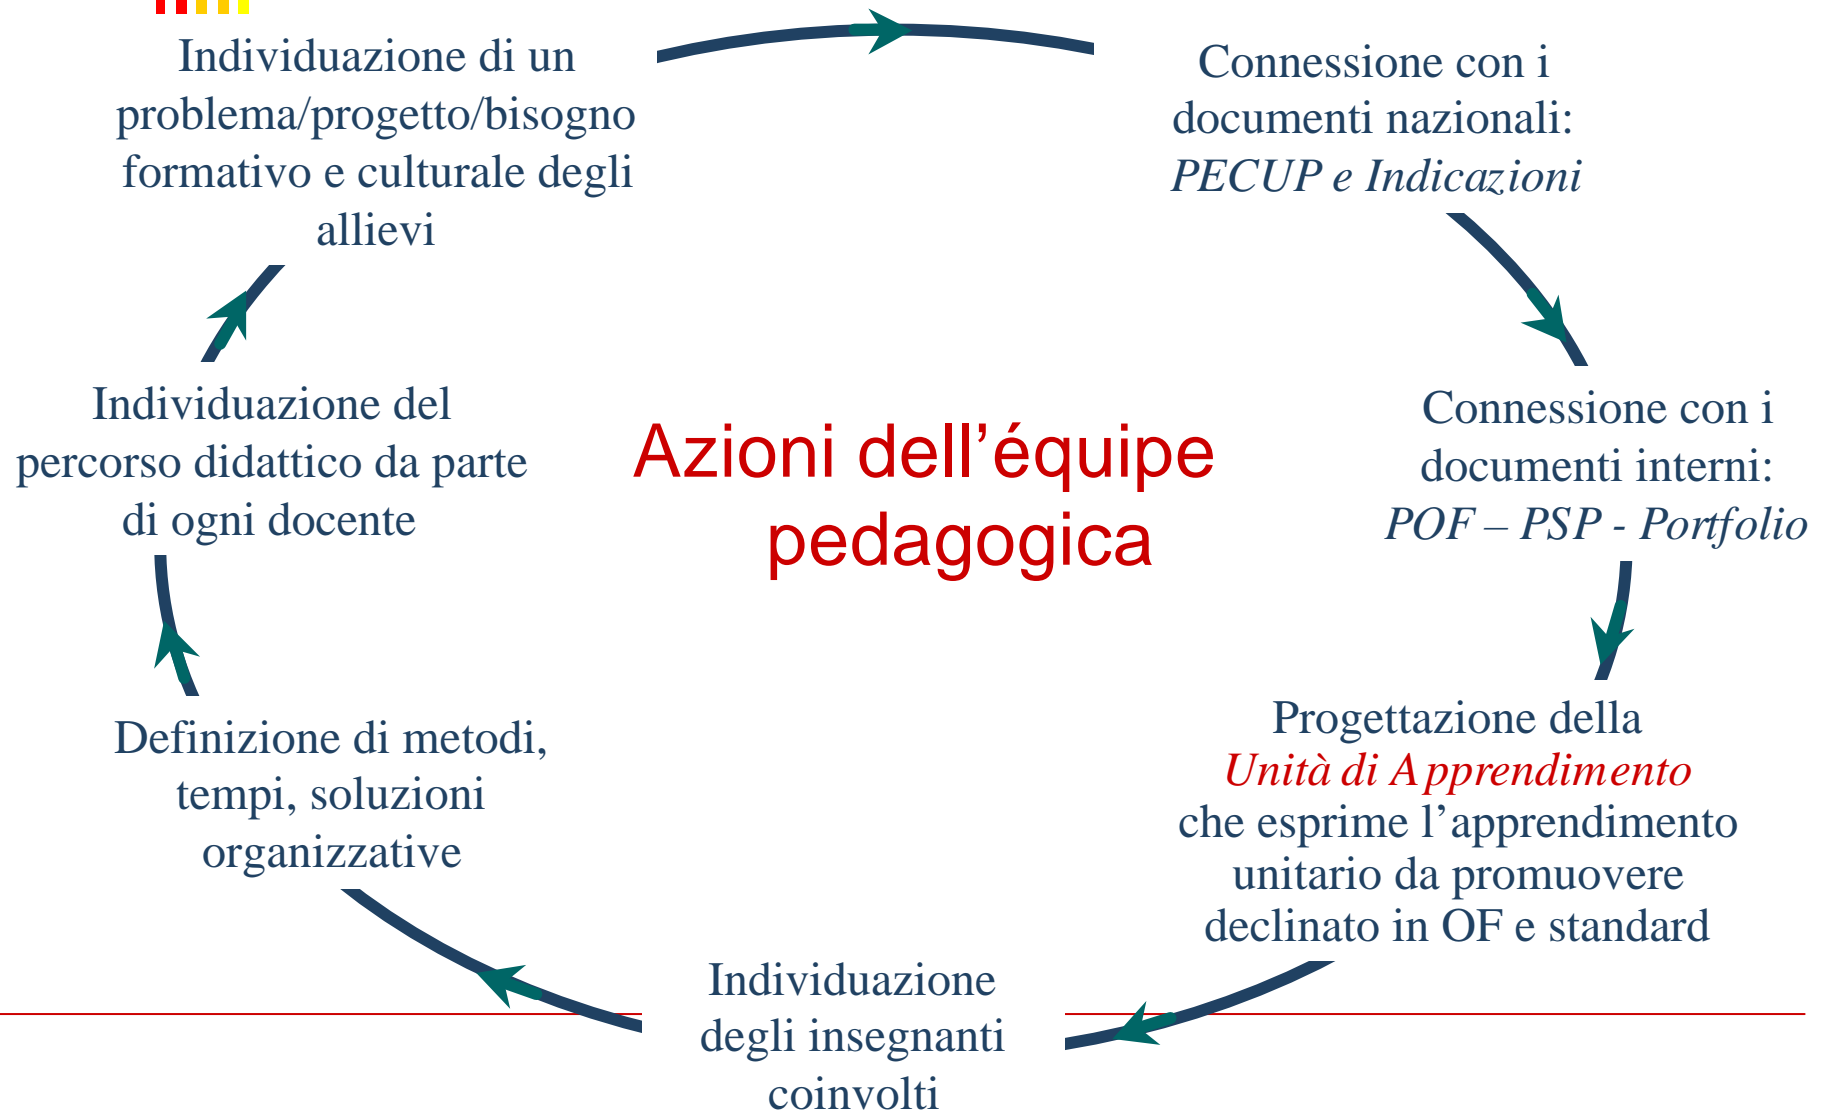 Individuazione di un
problema/progetto/bisogno
formativo e culturale degli
allievi
Connessione con i
documenti nazionali:
PECUP e Indicazioni
Connessione con i
documenti interni:
POF – PSP - Portfolio
Progettazione della
Unità di Apprendimento
che esprime l’apprendimento
unitario da promuovere
declinato in OF e standard
Individuazione
degli insegnanti
coinvolti
Definizione di metodi,
tempi, soluzioni
organizzative
Individuazione del
percorso didattico da parte
di ogni docente
Azioni dell’équipe
pedagogica